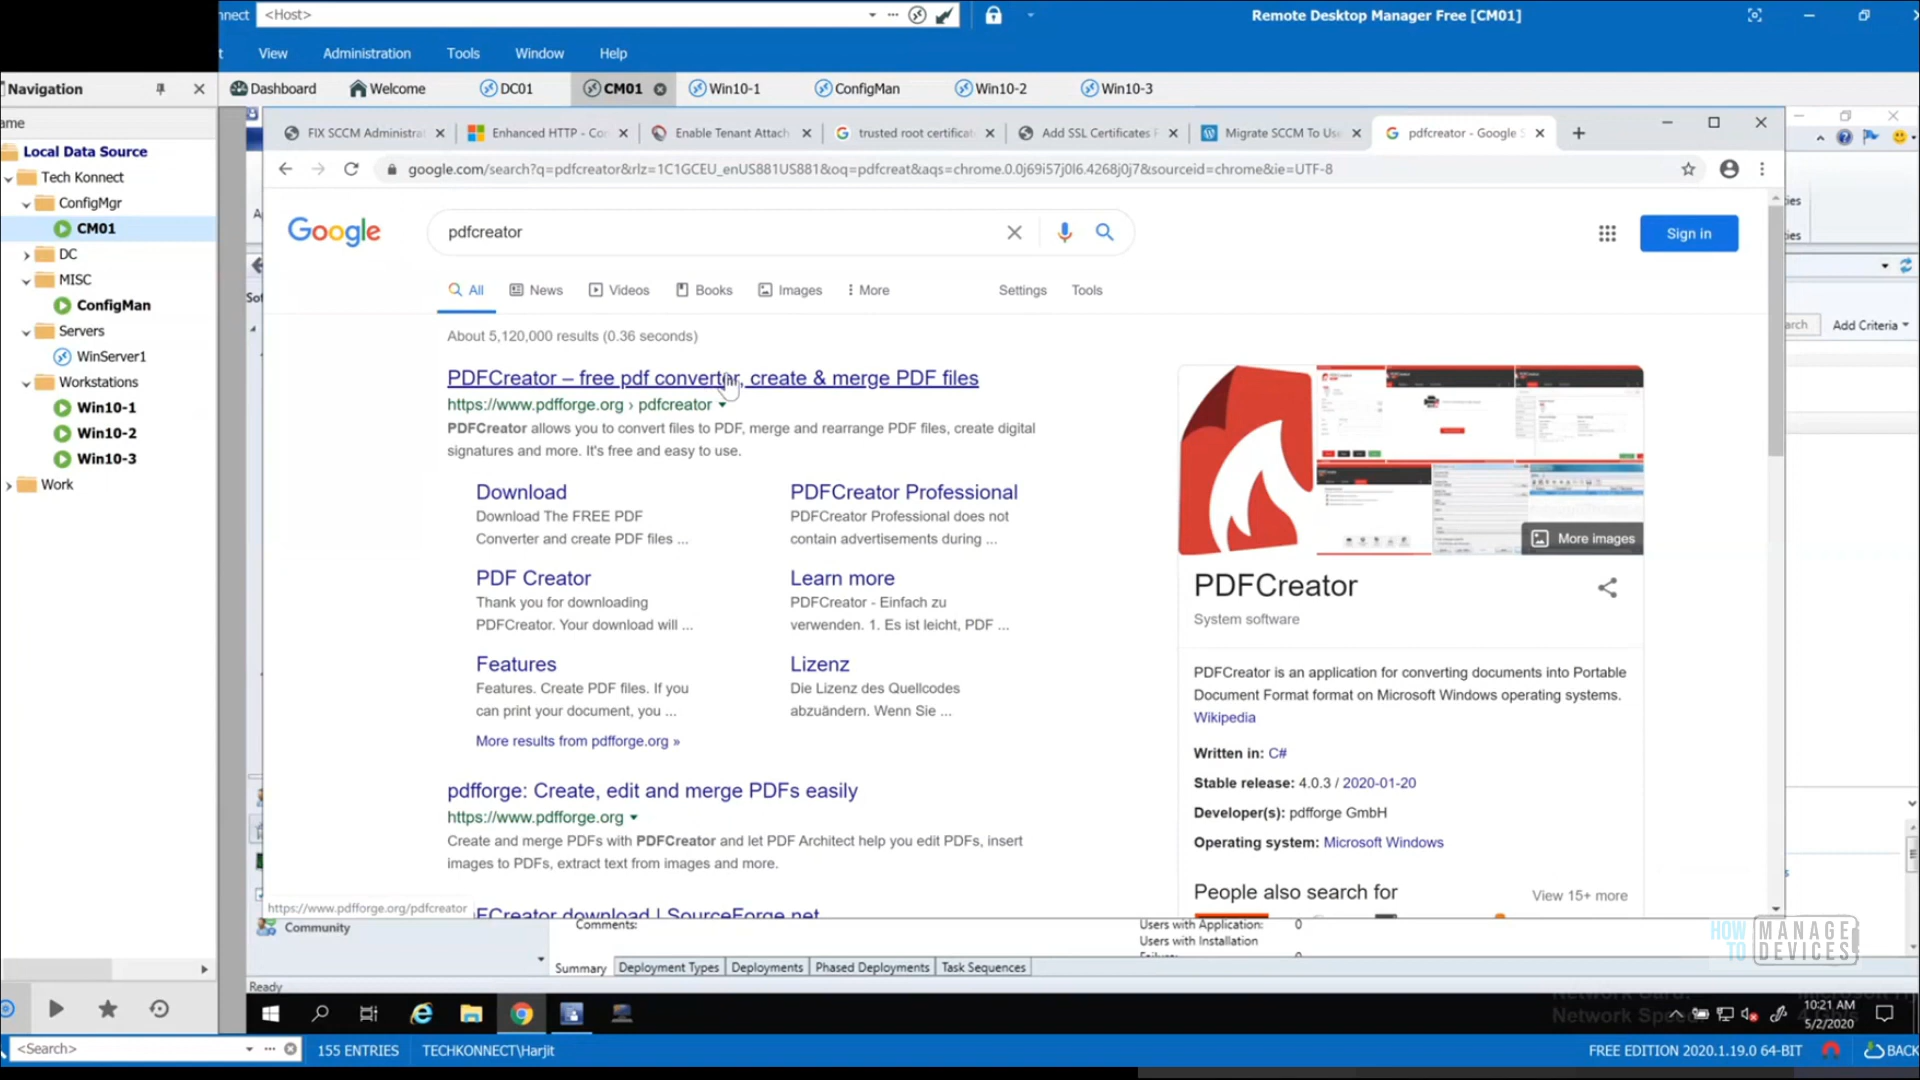 nnect
<Host>
Remote Desktop Manager Free [CM01]
View
Administration
Tools
Window
Help
Navigation
Dashboard
Welcome
DC01
CM01
Win10-1
ConfigMan
Win10-2
Win10-3
ame
Local Data Source
Tech Konnect
ConfigMgr
CM01
DC
MISC
ConfigMan
Servers
WinServer1
Workstations
Win10-1
Win10-2
Win10-3
Work
FIX SCCM Administra
Enhanced HTTP - Co
Enable Tenant Attach
trusted root certificat
Add SSL Certificates F
Migrate SCCM To Use
pdfcreator - Google S
google.com/search?q=pdfcreator&rlz=1C1GCEU_enUS881US881&oq=pdfcreat&aqs=chrome.0.0j69i57j0l6.4268j0j7&sourceid=chrome&ie=UTF-8
Google
pdfcreator
Sign in
All
News
Videos
Books
Images
More
Settings
Tools
About 5,120,000 results (0.36 seconds)
PDFCreator – free pdf converter, create & merge PDF files
https://www.pdfforge.org › pdfcreator
PDFCreator allows you to convert files to PDF, merge and rearrange PDF files, create digital
signatures and more. It's free and easy to use.
Download
Download The FREE PDF
Converter and create PDF files ...
PDFCreator Professional
PDFCreator Professional does not
contain advertisements during ...
PDF Creator
Thank you for downloading
PDFCreator. Your download will ...
Learn more
PDFCreator - Einfach zu
verwenden. 1. Es ist leicht, PDF ...
Features
Features. Create PDF files. If you
can print your document, you ...
Lizenz
Die Lizenz des Quellcodes
abzuändern. Wenn Sie ...
More results from pdfforge.org »
pdfforge: Create, edit and merge PDFs easily
https://www.pdfforge.org
Create and merge PDFs with PDFCreator and let PDF Architect help you edit PDFs, insert
images to PDFs, extract text from images and more.
FCreator download | SourceForge.net
https://www.pdfforge.org/pdfcreator
More images
PDFCreator
System software
PDFCreator is an application for converting documents into Portable
Document Format format on Microsoft Windows operating systems.
Wikipedia
Written in: C#
Stable release: 4.0.3 / 2020-01-20
Developer(s): pdfforge GmbH
Operating system: Microsoft Windows
People also search for
View 15+ more
ies
ies
arch
Add Criteria
Sof
Community
Comments:
Users with Application: 0
Users with Installation
Summary
Deployment Types
Deployments
Phased Deployments
Task Sequences
Ready
HOW TO MANAGE DEVICES
10:21 AM
5/2/2020
<Search>
155 ENTRIES
TECHKONNECT\Harjit
FREE EDITION 2020.1.19.0 64-BIT
BACK